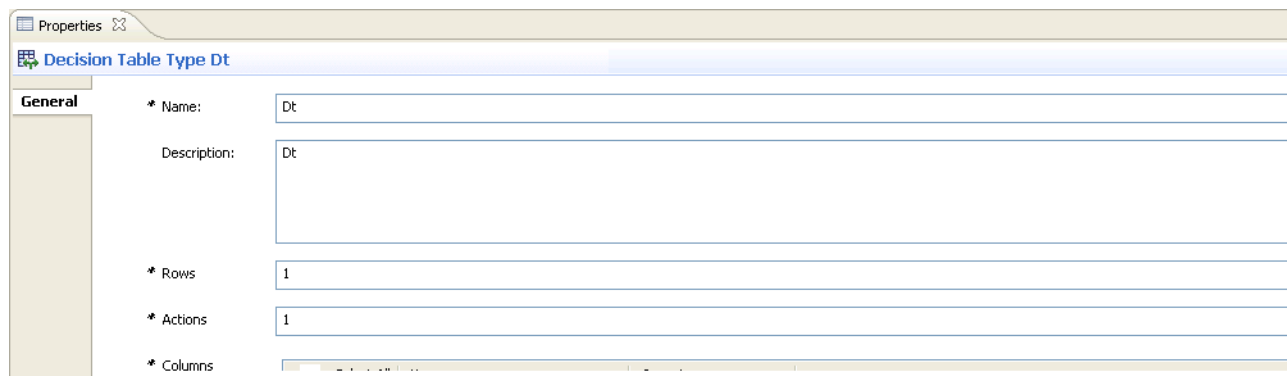 Properties
Decision Table Type Dt
General
* Name:
Dt
Description:
Dt
* Rows
1
* Actions
1
* Columns